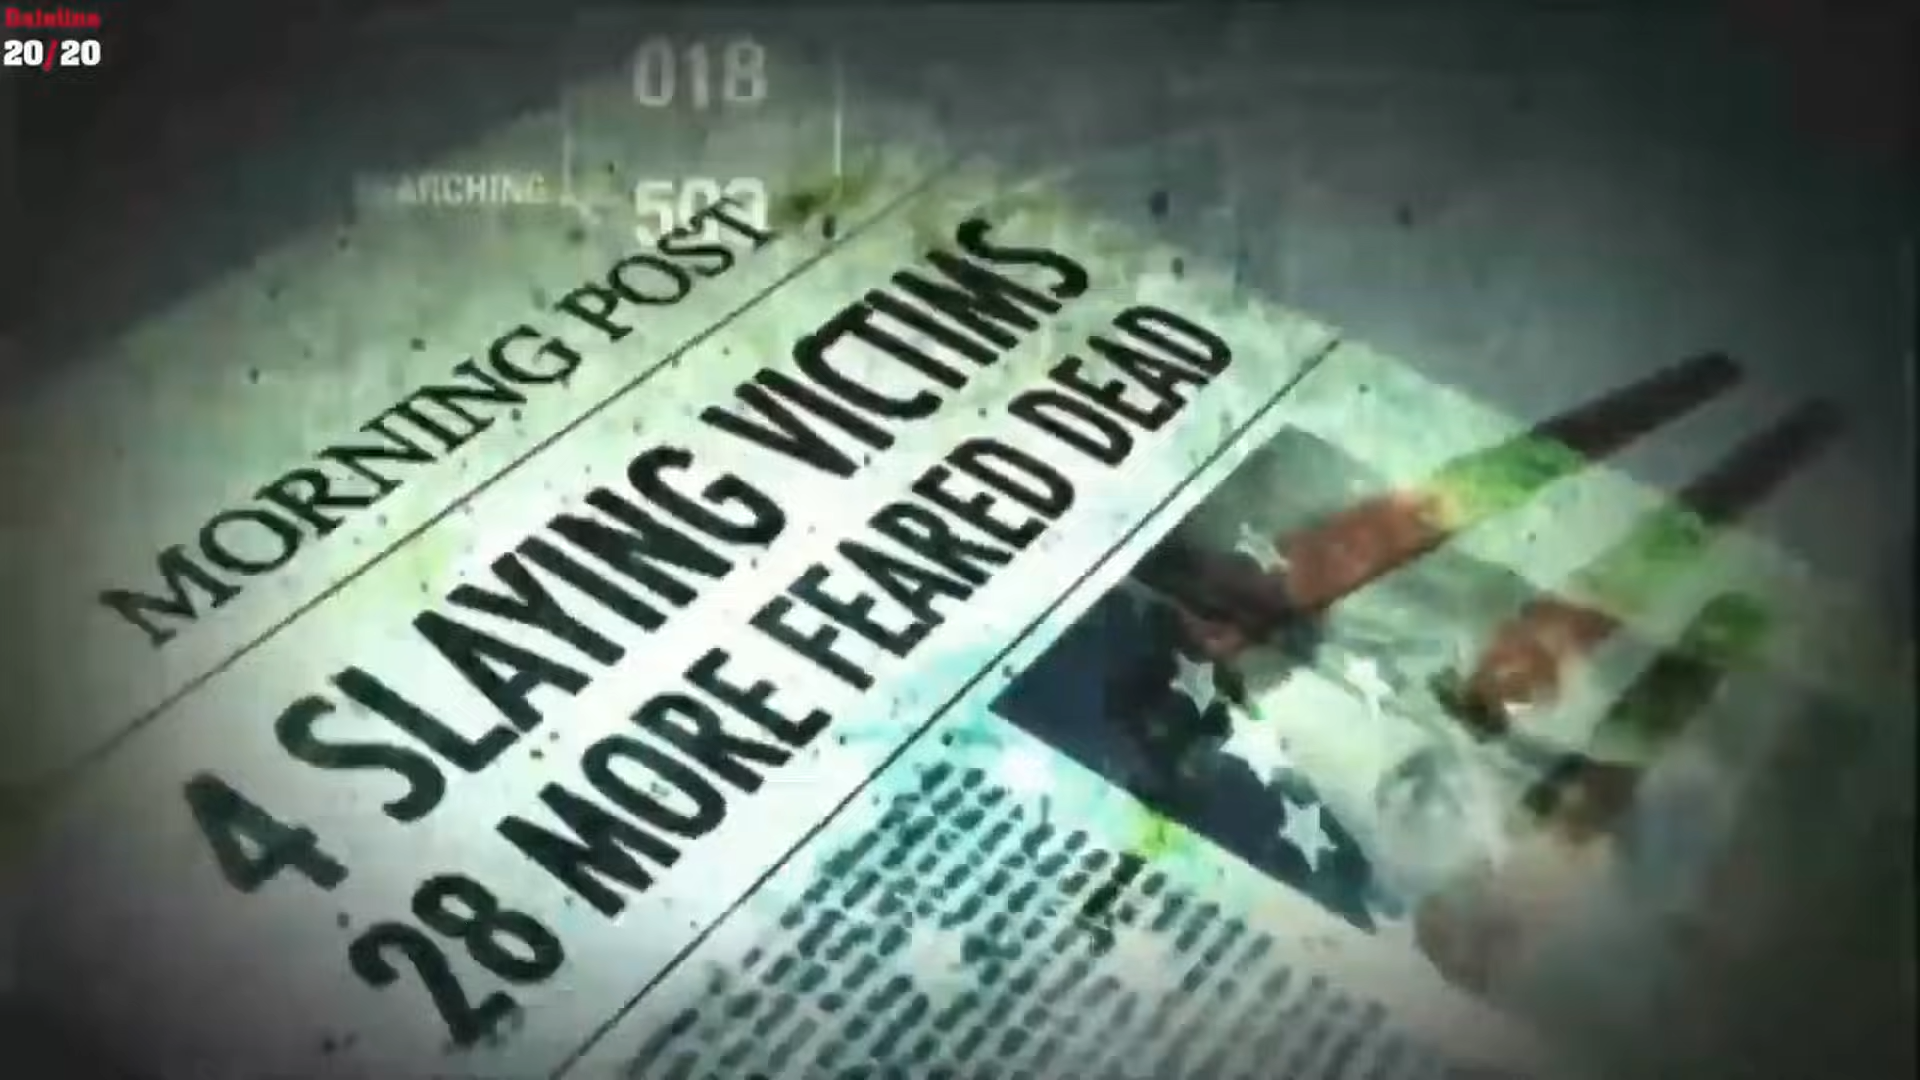 Dateline
20/20
018
ARCHING
MORNING POST
4 SLAYING VICTIMS
28 MORE FEARED DEAD